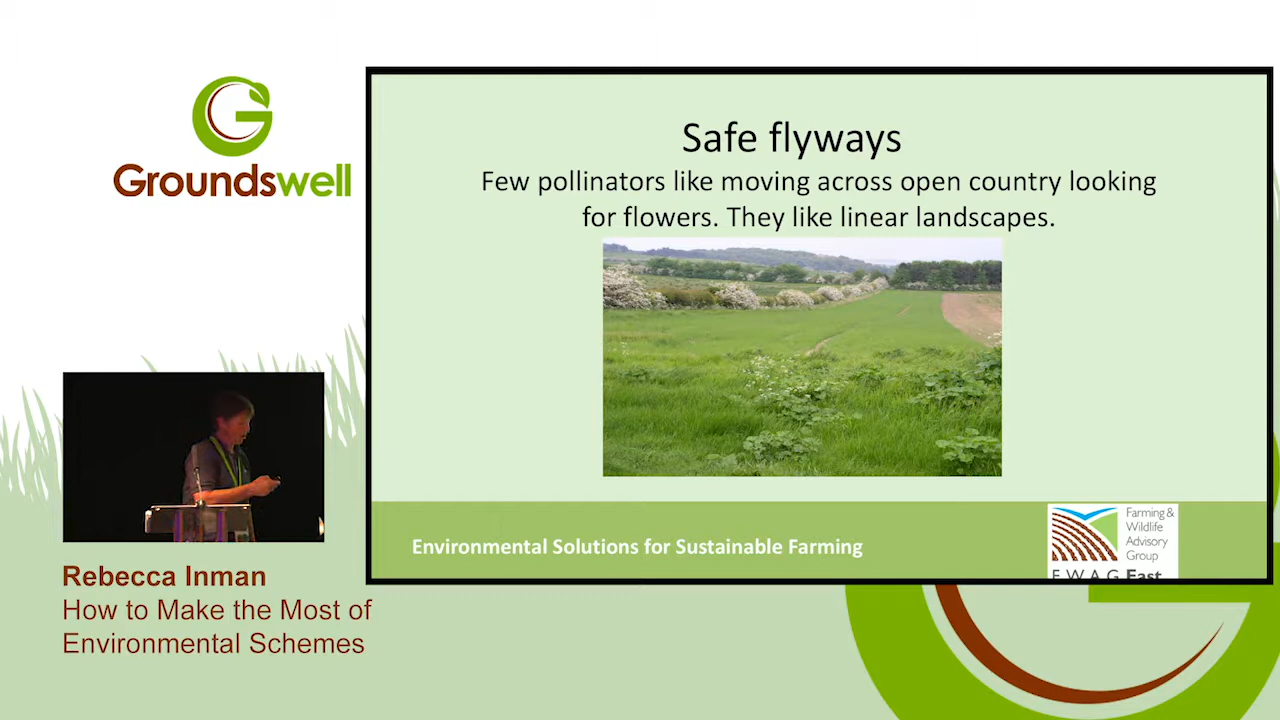 Groundswell
Safe flyways
Few pollinators like moving across open country looking
for flowers. They like linear landscapes.
Environmental Solutions for Sustainable Farming
Farming &
Wildlife
Advisory
Group
F W A G East
Rebecca Inman
How to Make the Most of
Environmental Schemes